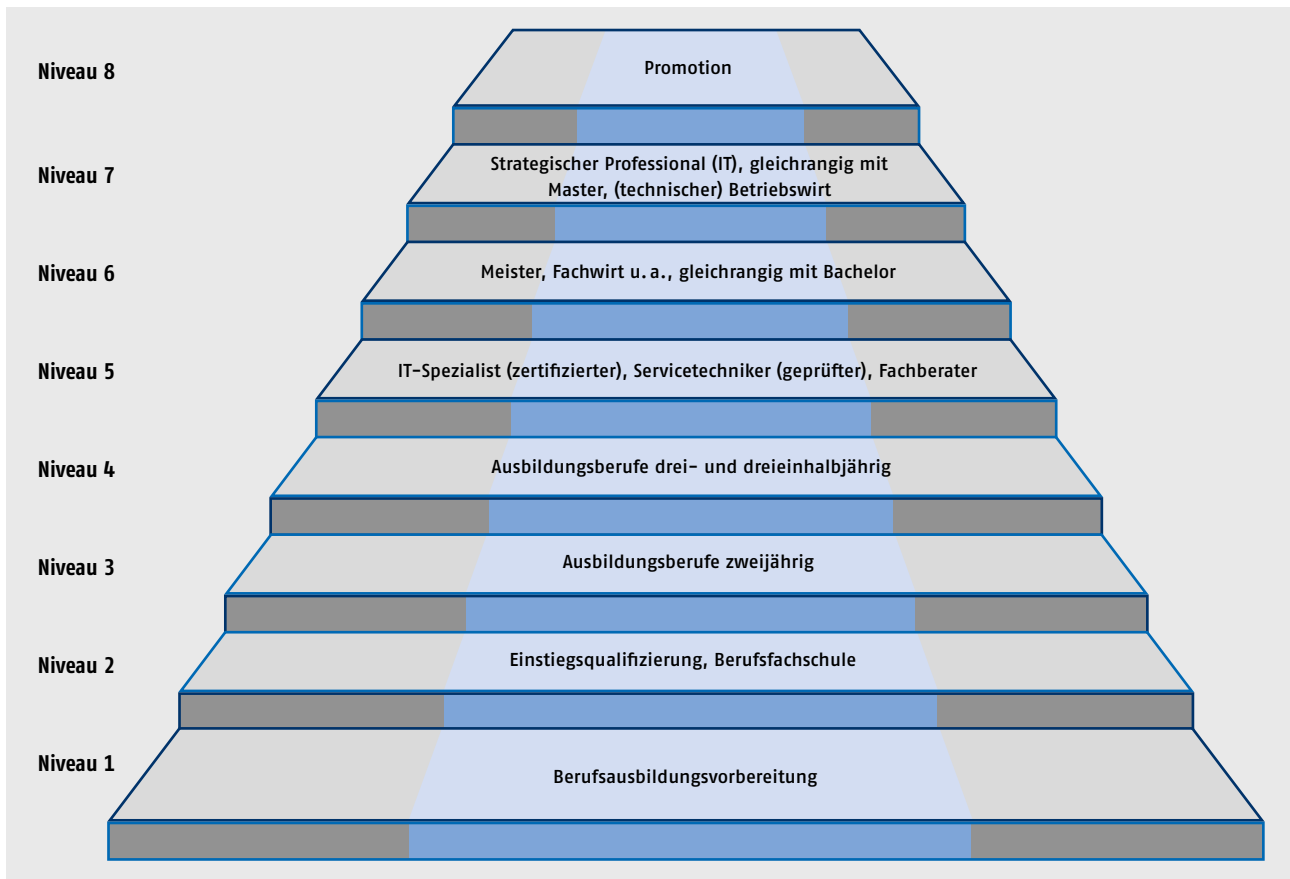 Niveau 8
Promotion
Niveau 7
Strategischer Professional (IT), gleichrangig mit
Master, (technischer) Betriebswirt
Niveau 6
Meister, Fachwirt u. a., gleichrangig mit Bachelor
Niveau 5
IT-Spezialist (zertifizierter), Servicetechniker (geprüfter), Fachberater
Niveau 4
Ausbildungsberufe drei- und dreieinhalbjährig
Niveau 3
Ausbildungsberufe zweijährig
Niveau 2
Einstiegsqualifizierung, Berufsfachschule
Niveau 1
Berufsausbildungsvorbereitung